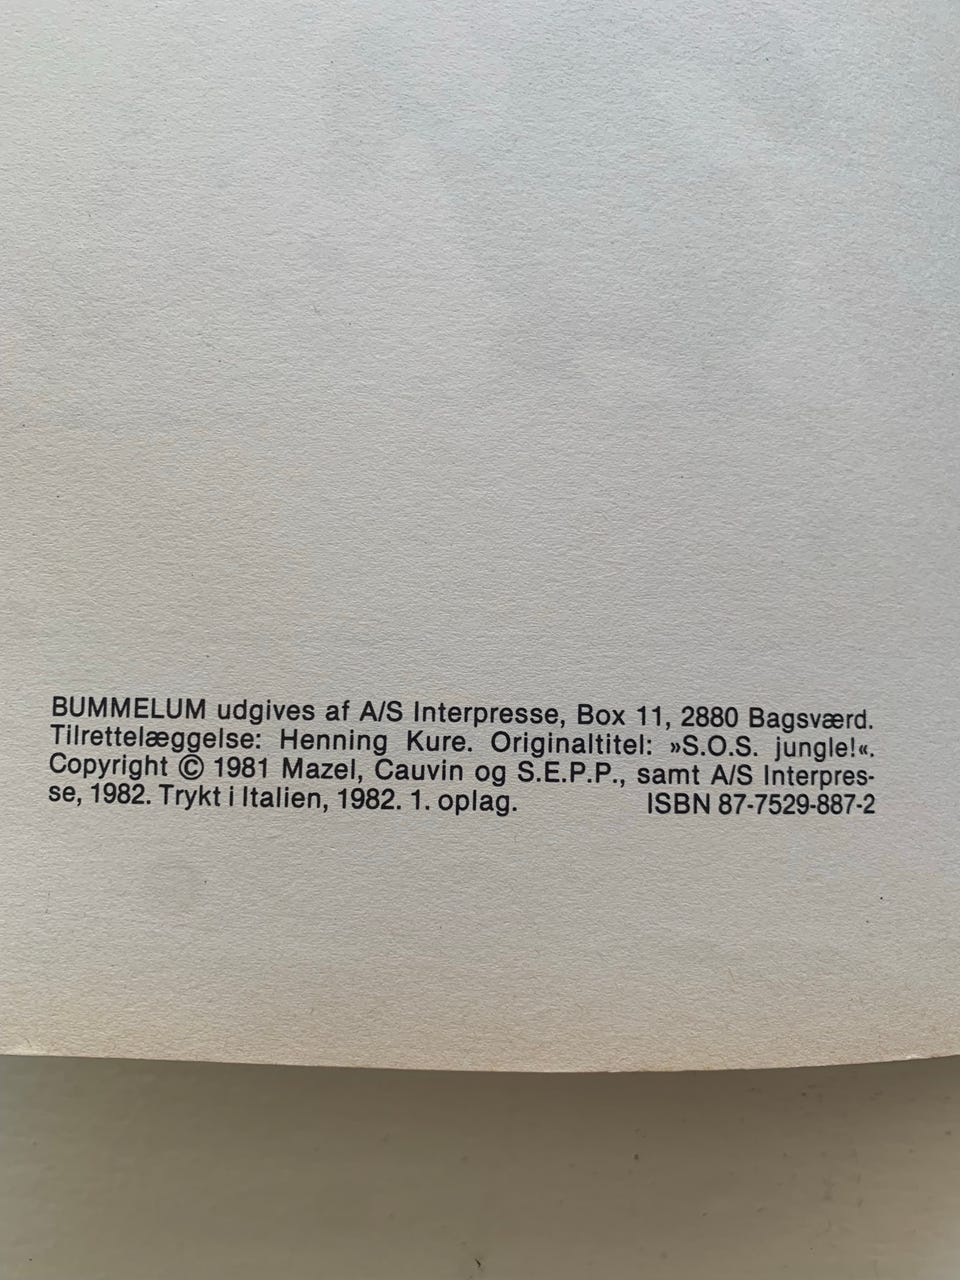 BUMMELUM udgives af A/S Interpresse, Box 11, 2880 Bagsværd.
Tilrettelæggelse: Henning Kure. Originaltitel: »S.O.S. jungle!«.
Copyright © 1981 Mazel, Cauvin og S.E.P.P., samt A/S Interpres-
se, 1982. Trykt i Italien, 1982. 1. oplag. ISBN 87-7529-887-2